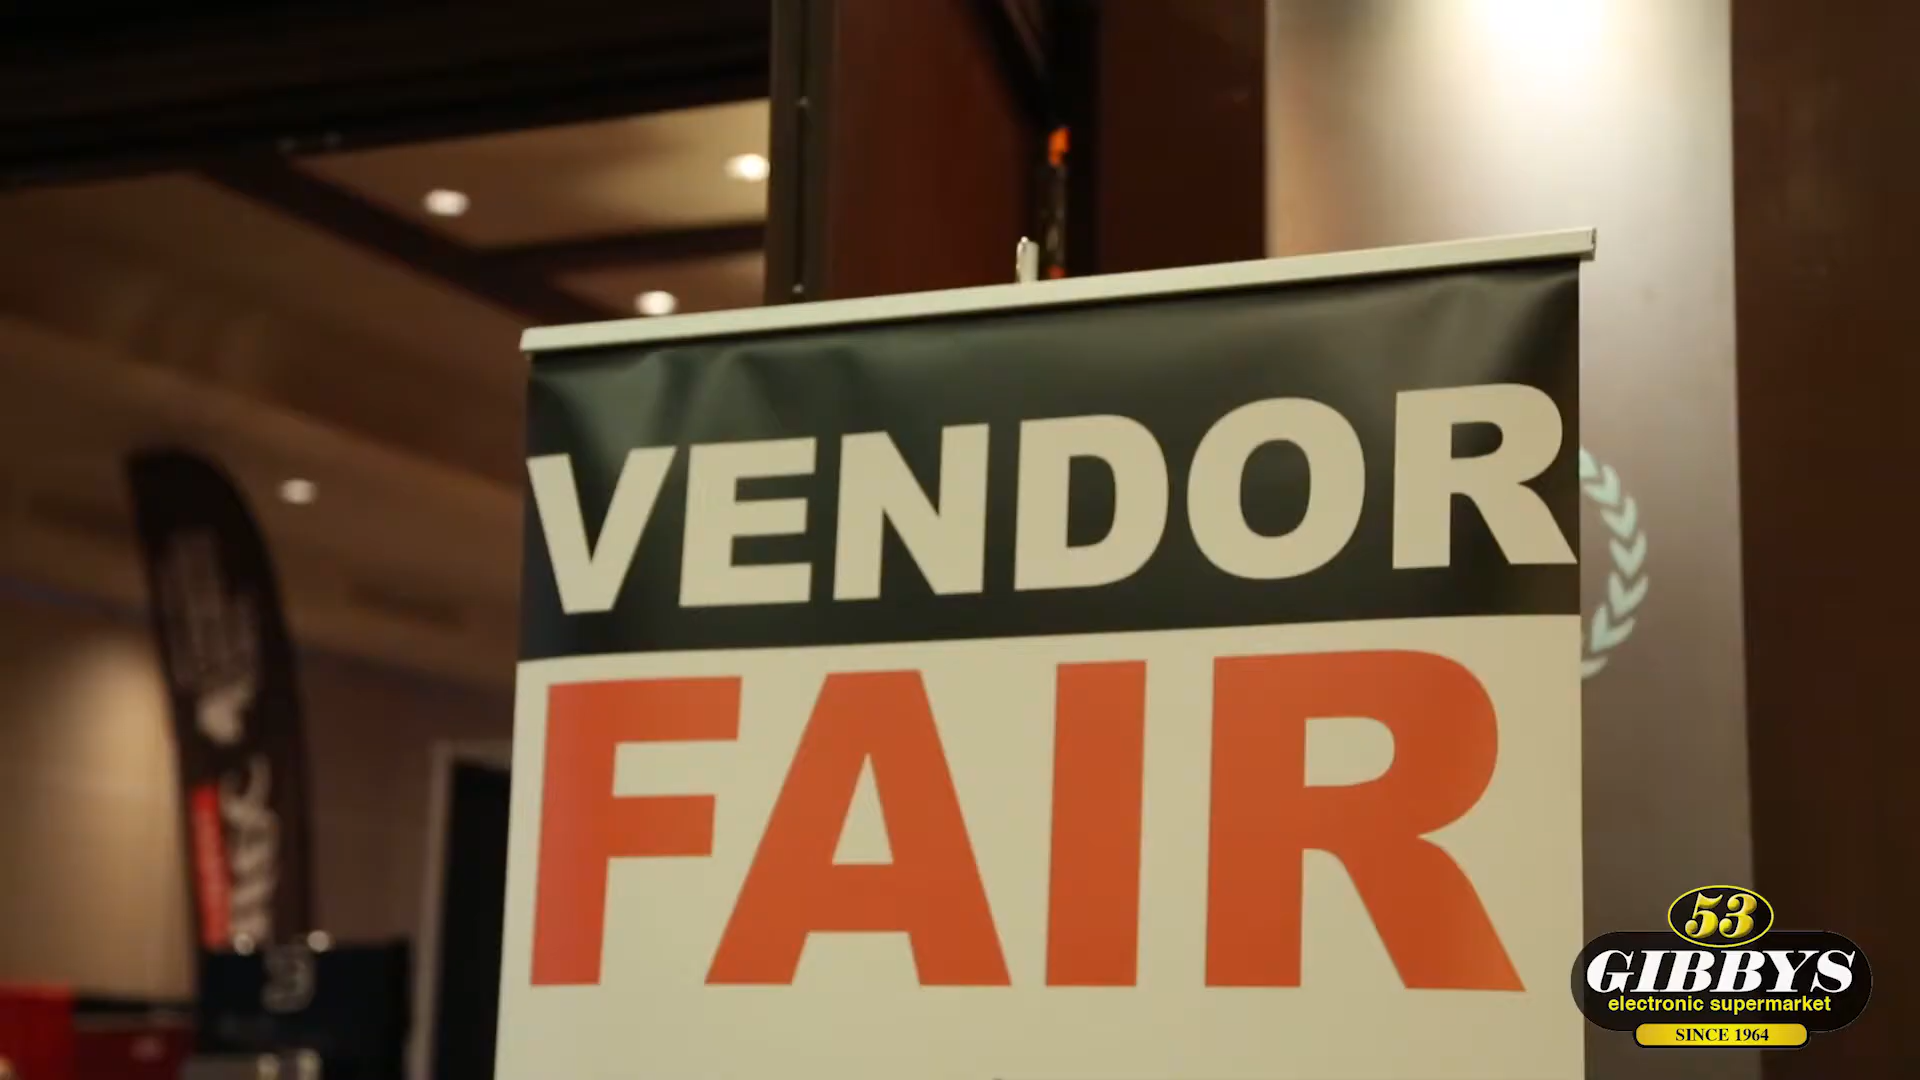 VENDOR
FAIR
53
GIBBYS
electronic supermarket
SINCE 1964